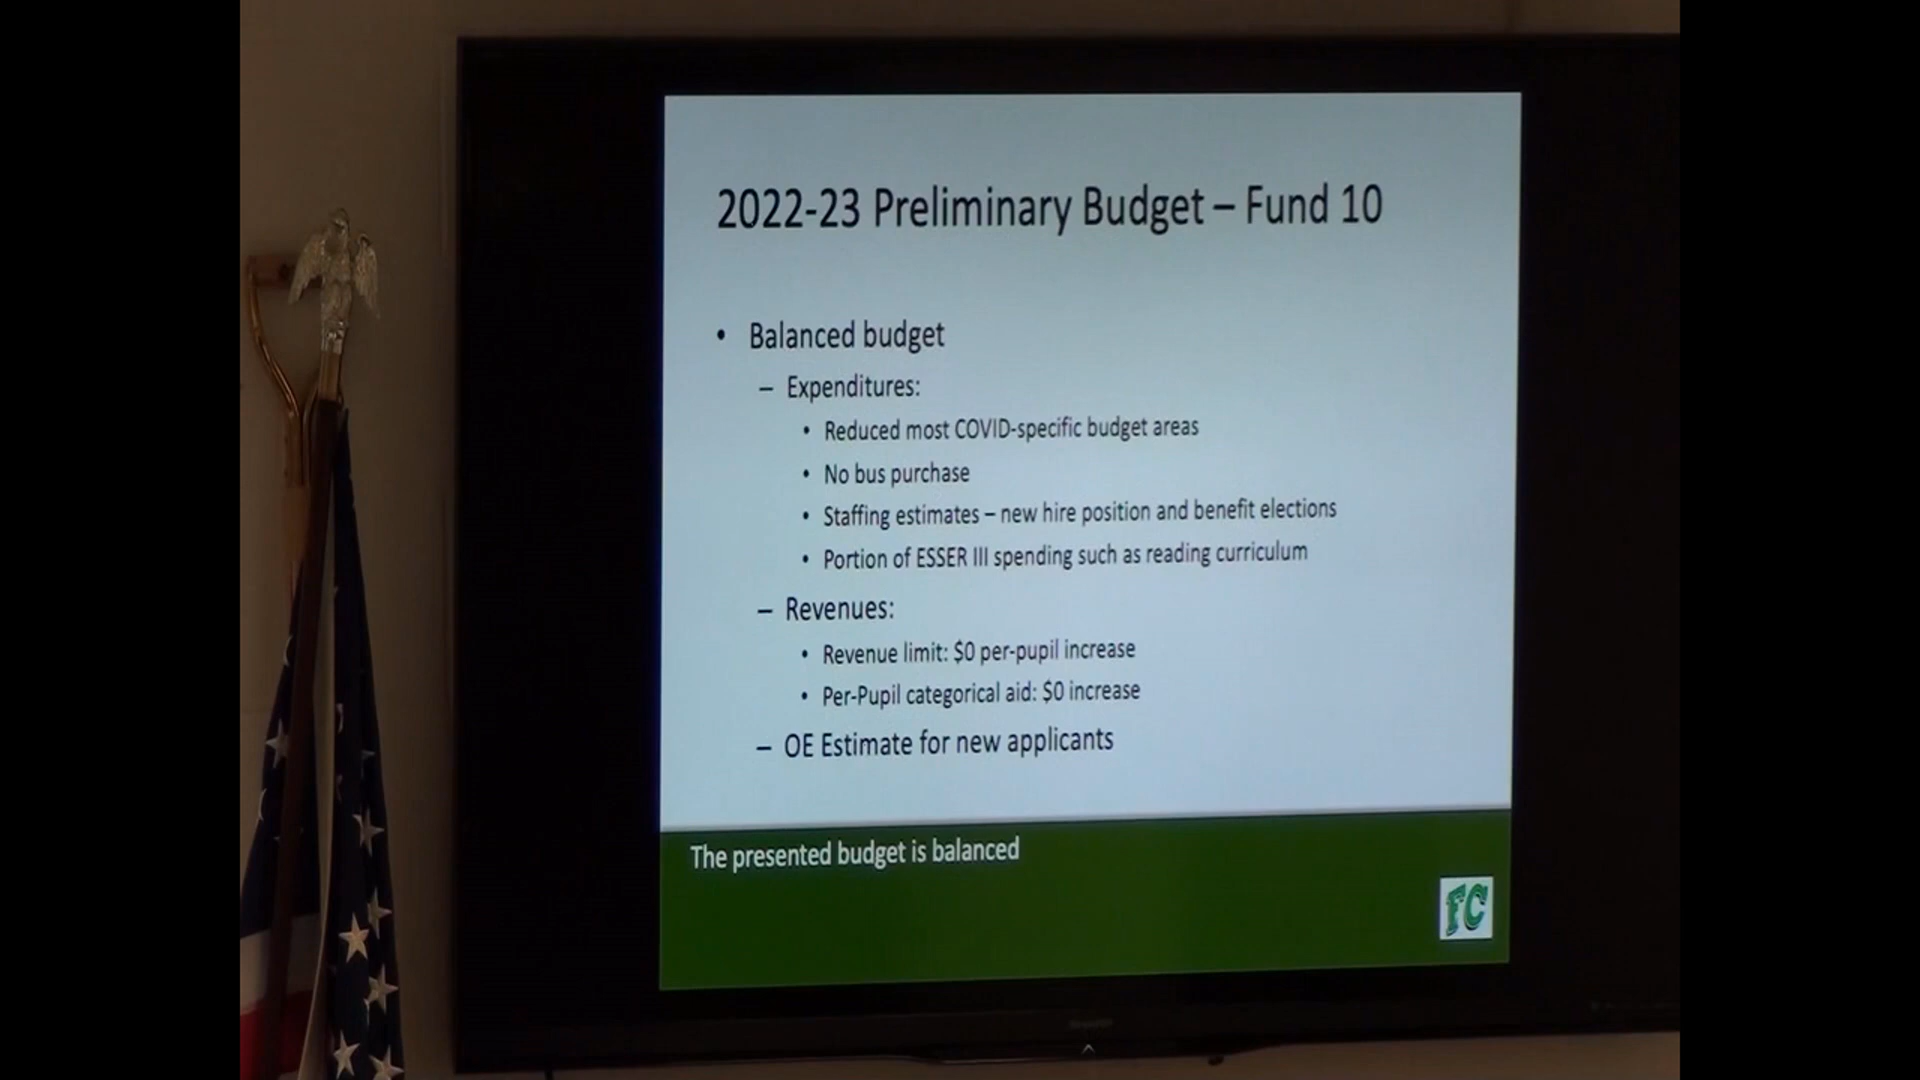 2022-23 Preliminary Budget – Fund 10
• Balanced budget
– Expenditures:
• Reduced most COVID-specific budget areas
• No bus purchase
• Staffing estimates – new hire position and benefit elections
• Portion of ESSER III spending such as reading curriculum
– Revenues:
• Revenue limit: $0 per-pupil increase
• Per-Pupil categorical aid: $0 increase
– OE Estimate for new applicants
The presented budget is balanced
FC